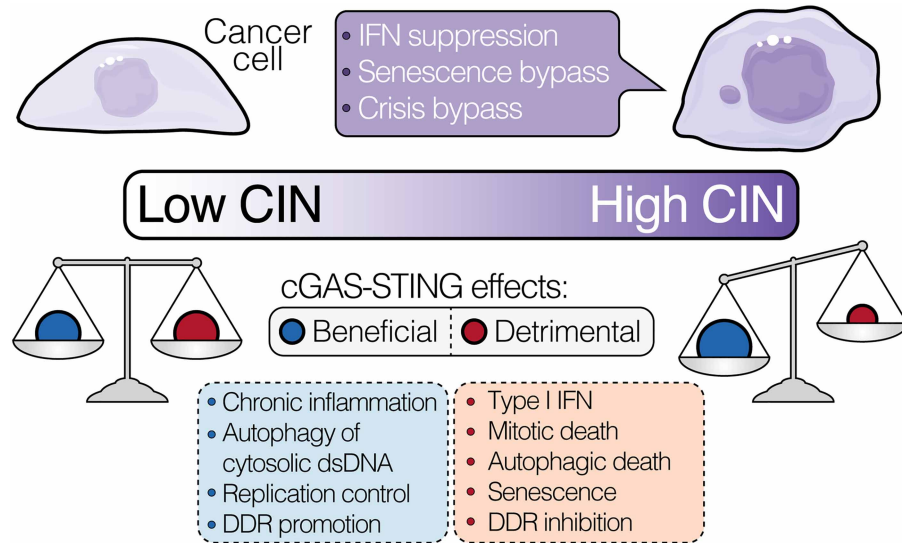 Cancer
cell
• IFN suppression
• Senescence bypass
• Crisis bypass
Low CIN
High CIN
cGAS-STING effects:
Beneficial
Detrimental
• Chronic inflammation
• Autophagy of
cytosolic dsDNA
• Replication control
• DDR promotion
• Type I IFN
• Mitotic death
• Autophagic death
• Senescence
• DDR inhibition